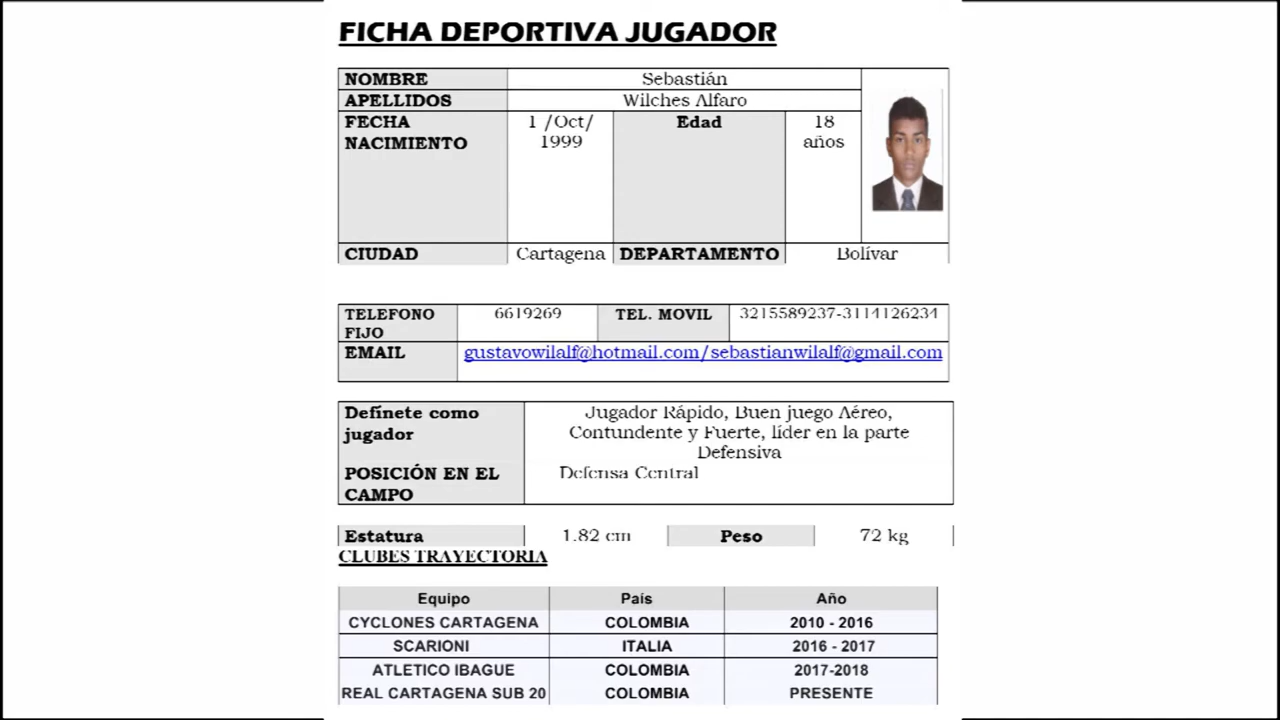 FICHA DEPORTIVA JUGADOR
NOMBRE Sebastián
APELLIDOS Wilches Alfaro
FECHA 1 /Oct/ Edad 18
NACIMIENTO 1999 años
CIUDAD Cartagena DEPARTAMENTO Bolívar
TELEFONO 6619269 TEL. MOVIL 3215589237-3114126234
FIJO
EMAIL gustavowilalf@hotmail.com/sebastianwilalf@gmail.com
Defínete como Jugador Rápido, Buen juego Aéreo,
jugador Contundente y Fuerte, líder en la parte
Defensiva
POSICIÓN EN EL Defensa Central
CAMPO
Estatura 1.82 cm Peso 72 kg
CLUBES TRAYECTORIA
Equipo País Año
CYCLONES CARTAGENA COLOMBIA 2010 - 2016
SCARIONI ITALIA 2016 - 2017
ATLETICO IBAGUE COLOMBIA 2017-2018
REAL CARTAGENA SUB 20 COLOMBIA PRESENTE